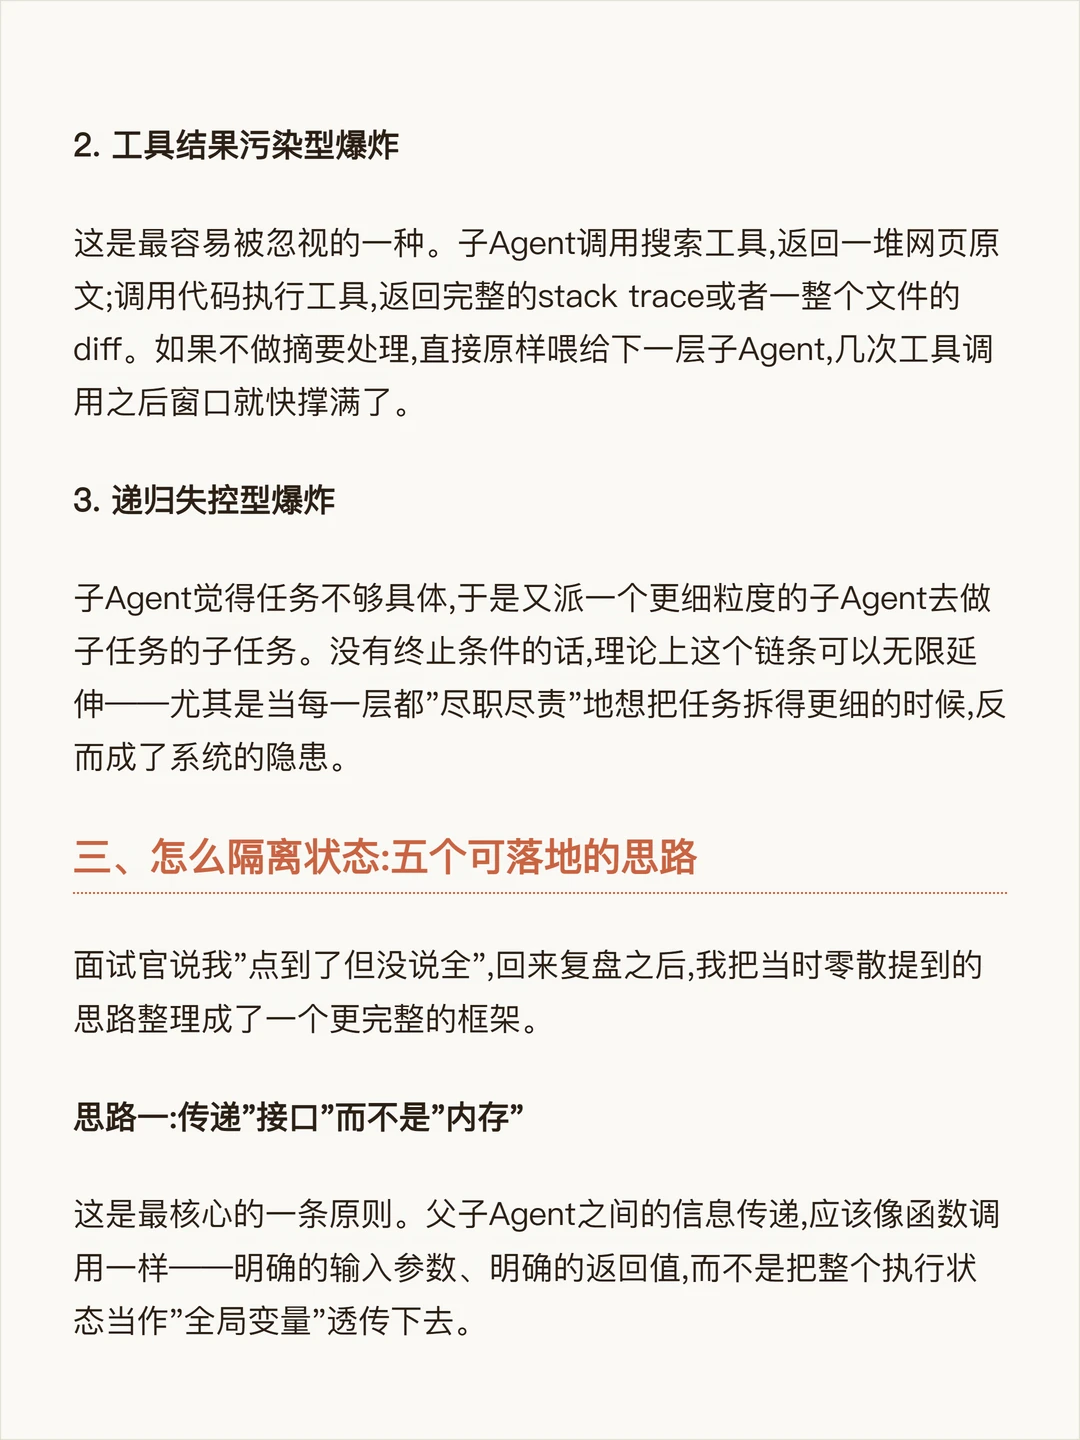 2. 工具结果污染型爆炸
这是最容易被忽视的一种。子Agent调用搜索工具,返回一堆网页原
文;调用代码执行工具,返回完整的stack trace或者一整个文件的
diff。如果不做摘要处理,直接原样喂给下一层子Agent,几次工具调
用之后窗口就快撑满了。
3. 递归失控型爆炸
子Agent觉得任务不够具体,于是又派一个更细粒度的子Agent去做
子任务的子任务。没有终止条件的话,理论上这个链条可以无限延
伸——尤其是当每一层都”尽职尽责”地想把任务拆得更细的时候,反
而成了系统的隐患。
三、怎么隔离状态:五个可落地的思路
面试官说我”点到了但没说全”,回来复盘之后,我把当时零散提到的
思路整理成了一个更完整的框架。
思路一:传递”接口”而不是”内存”
这是最核心的一条原则。父子Agent之间的信息传递,应该像函数调
用一样——明确的输入参数、明确的返回值,而不是把整个执行状
态当作”全局变量”透传下去。